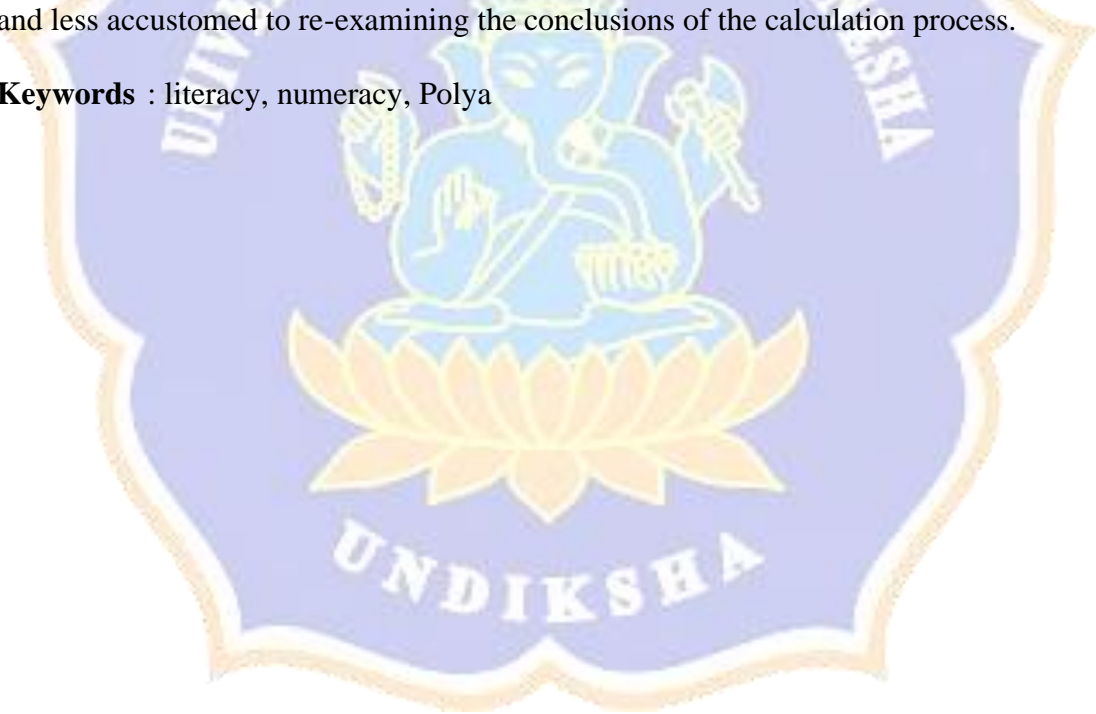 and less accustomed to re-examining the conclusions of the calculation process.
Keywords : literacy, numeracy, Polya
UNDIKSHA